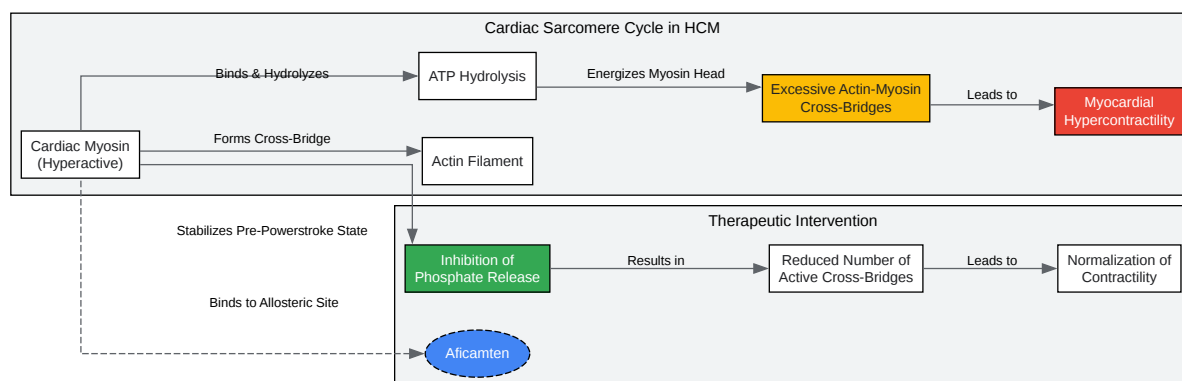 Cardiac Sarcomere Cycle in HCM
Binds & Hydrolyzes
ATP Hydrolysis
Energizes Myosin Head
Excessive Actin-Myosin
Cross-Bridges
Leads to
Myocardial
Hypercontractility
Cardiac Myosin
(Hyperactive)
Forms Cross-Bridge
Actin Filament
Therapeutic Intervention
Stabilizes Pre-Powerstroke State
Inhibition of
Phosphate Release
Results in
Reduced Number of
Active Cross-Bridges
Leads to
Normalization of
Contractility
Binds to Allosteric Site
Aficamten